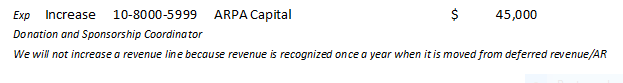 Exp Increase 10-8000-5999 ARPA Capital $ 45,000
Donation and Sponsorship Coordinator
We will not increase a revenue line because revenue is recognized once a year when it is moved from deferred revenue/AR